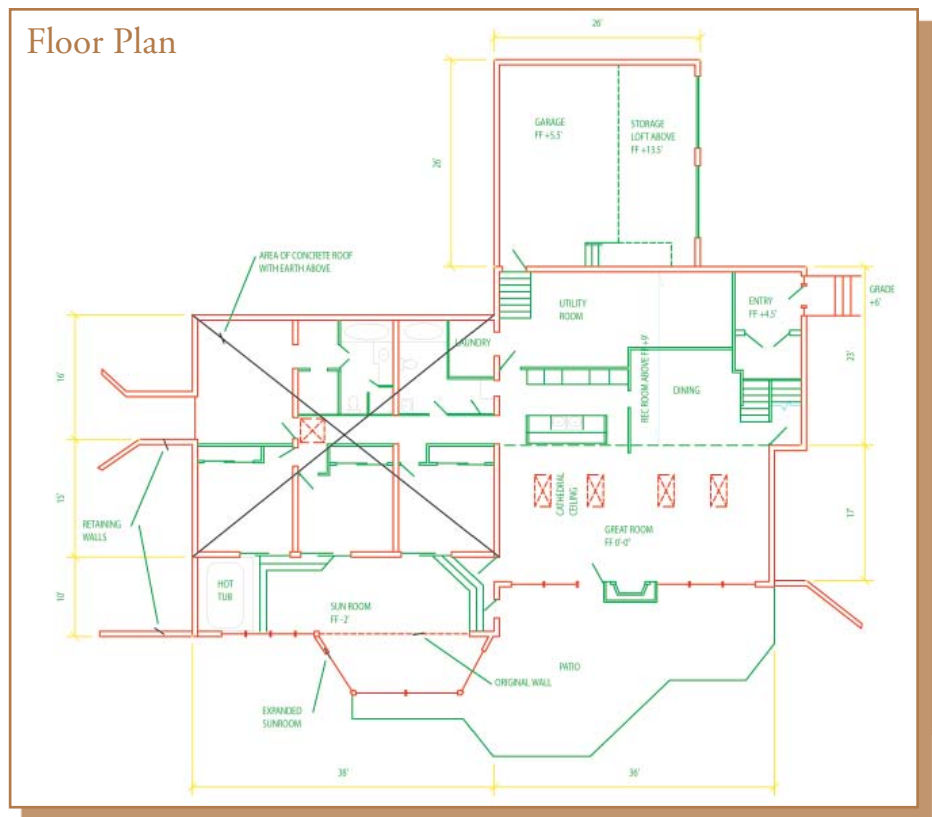 Floor Plan
26'
GARAGE
FF +5.5'
STORAGE
LOFT ABOVE
FF +13.5'
26'
AREA OF CONCRETE ROOF
WITH EARTH ABOVE
UTILITY
ROOM
ENTRY
FF +4.5'
GRADE
+6'
LAUNDRY
REC ROOM ABOVE FF +9'
DINING
23'
16'
15'
10'
CATHEDRAL
CEILING
GREAT ROOM
FF 0'-0"
17'
RETAINING
WALLS
HOT
TUB
SUN ROOM
FF -2'
PATIO
ORIGINAL WALL
EXPANDED
SUNROOM
38'
36'